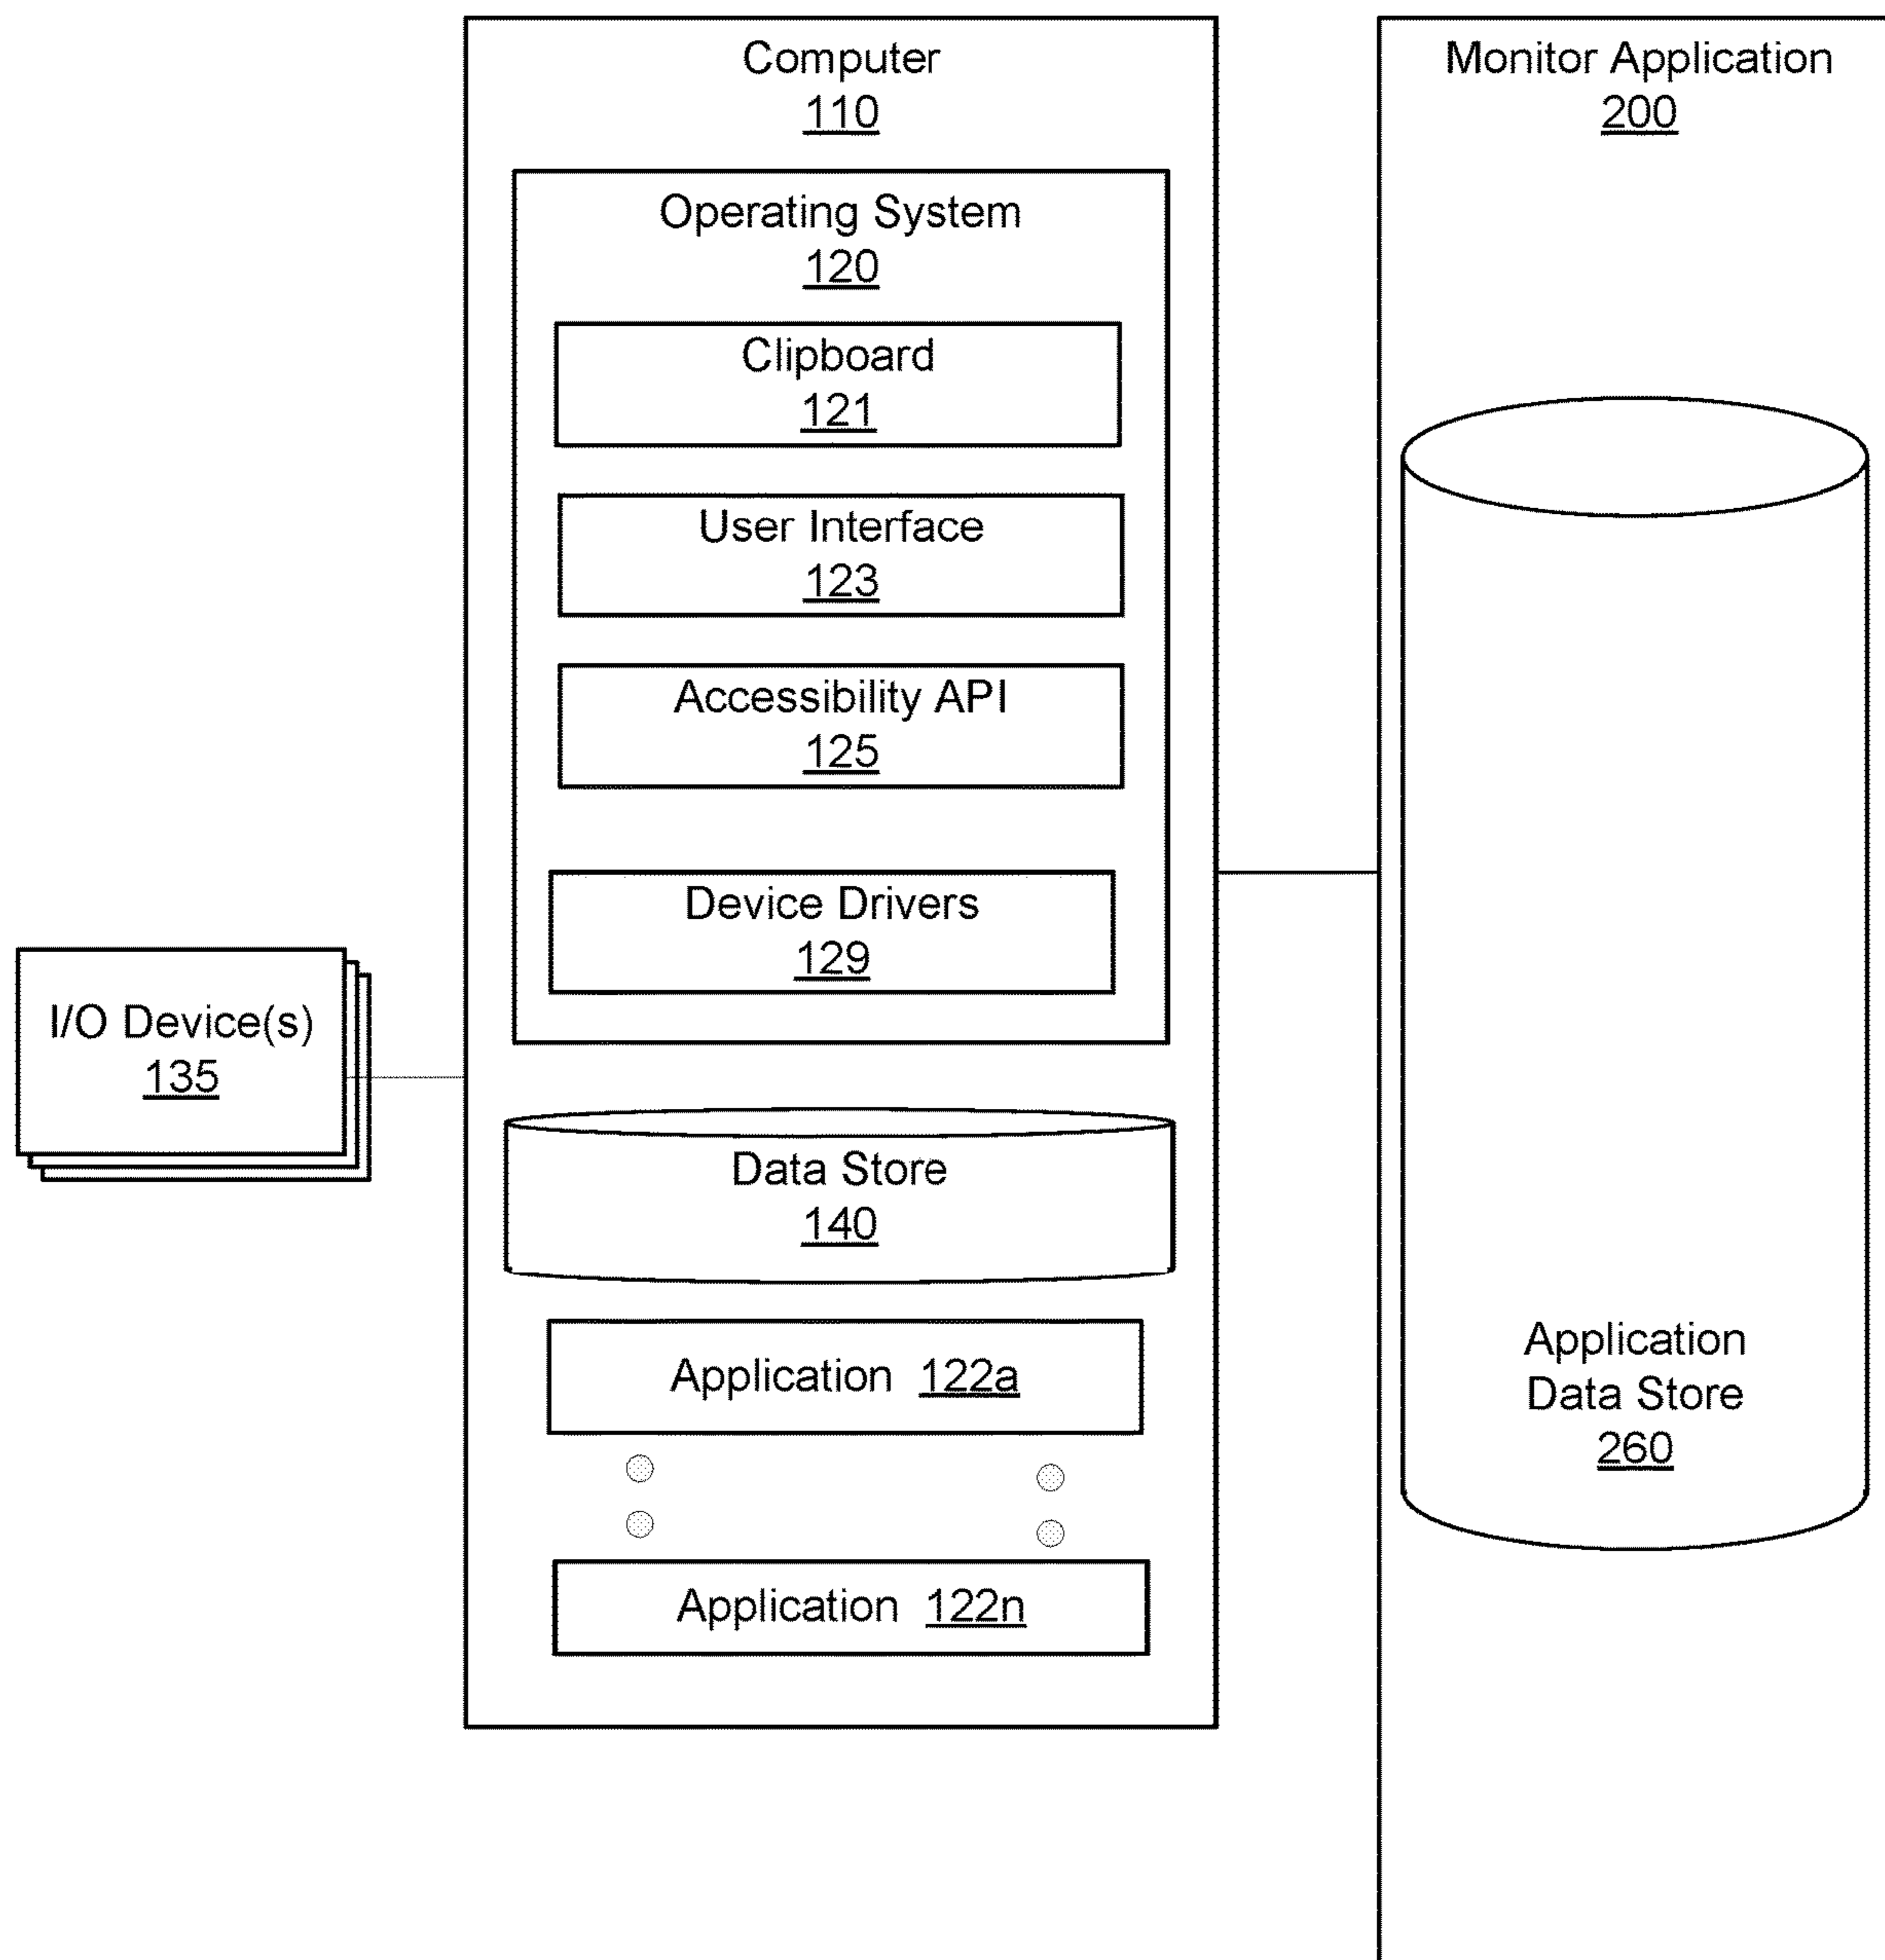 Computer
110
Operating System
120
Clipboard
121
User Interface
123
Accessibility API
125
Device Drivers
129
I/O Device(s)
135
Data Store
140
Application 122a
Application 122n
Monitor Application
200
Application
Data Store
260